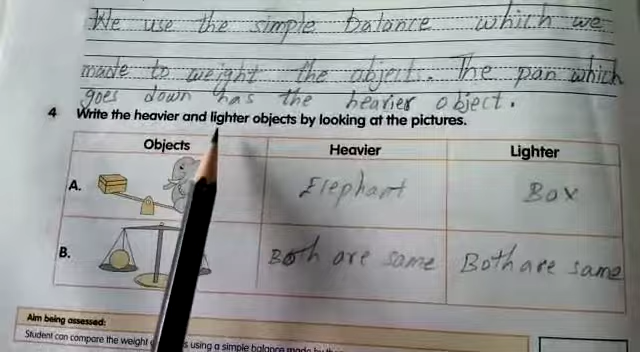 We use the simple balance which we
made to weight the object. The pan which
goes down has the heavier object.
4 Write the heavier and lighter objects by looking at the pictures.
Objects Heavier Lighter
A. Elephant Box
B. Both are same Both are same
Aim being assessed:
Student can compare the weight s using a simple balance made